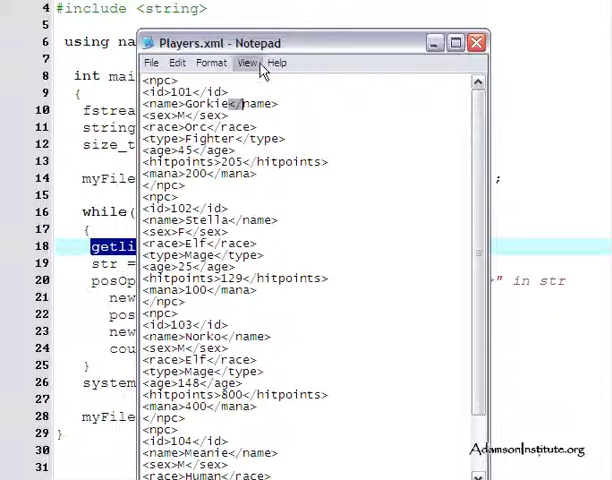 4 #include <string>
5
6 using na
7
8 int mai
9 {
10 fstrea
11 string
12 size_t
13
14 myFile ;
15
16 while(
17 {
18 getli
19 str =
20 posOp " in str
21 new
22 pos
23 new
24 cou
25 }
26 system
27
28 myFile
29 }
30
31
Players.xml - Notepad
File Edit Format View Help
<npc>
<id>101</id>
<name>Gorkie</name>
<sex>M</sex>
<race>Orc</race>
<type>Fighter</type>
<age>45</age>
<hitpoints>205</hitpoints>
<mana>200</mana>
</npc>
<npc>
<id>102</id>
<name>Stella</name>
<sex>F</sex>
<race>Elf</race>
<type>Mage</type>
<age>25</age>
<hitpoints>129</hitpoints>
<mana>100</mana>
</npc>
<npc>
<id>103</id>
<name>Norko</name>
<sex>M</sex>
<race>Elf</race>
<type>Mage</type>
<age>148</age>
<hitpoints>800</hitpoints>
<mana>400</mana>
</npc>
<npc>
<id>104</id>
<name>Meanie</name>
<sex>M</sex>
<race>Human</race>
AdamsonInstitute.org